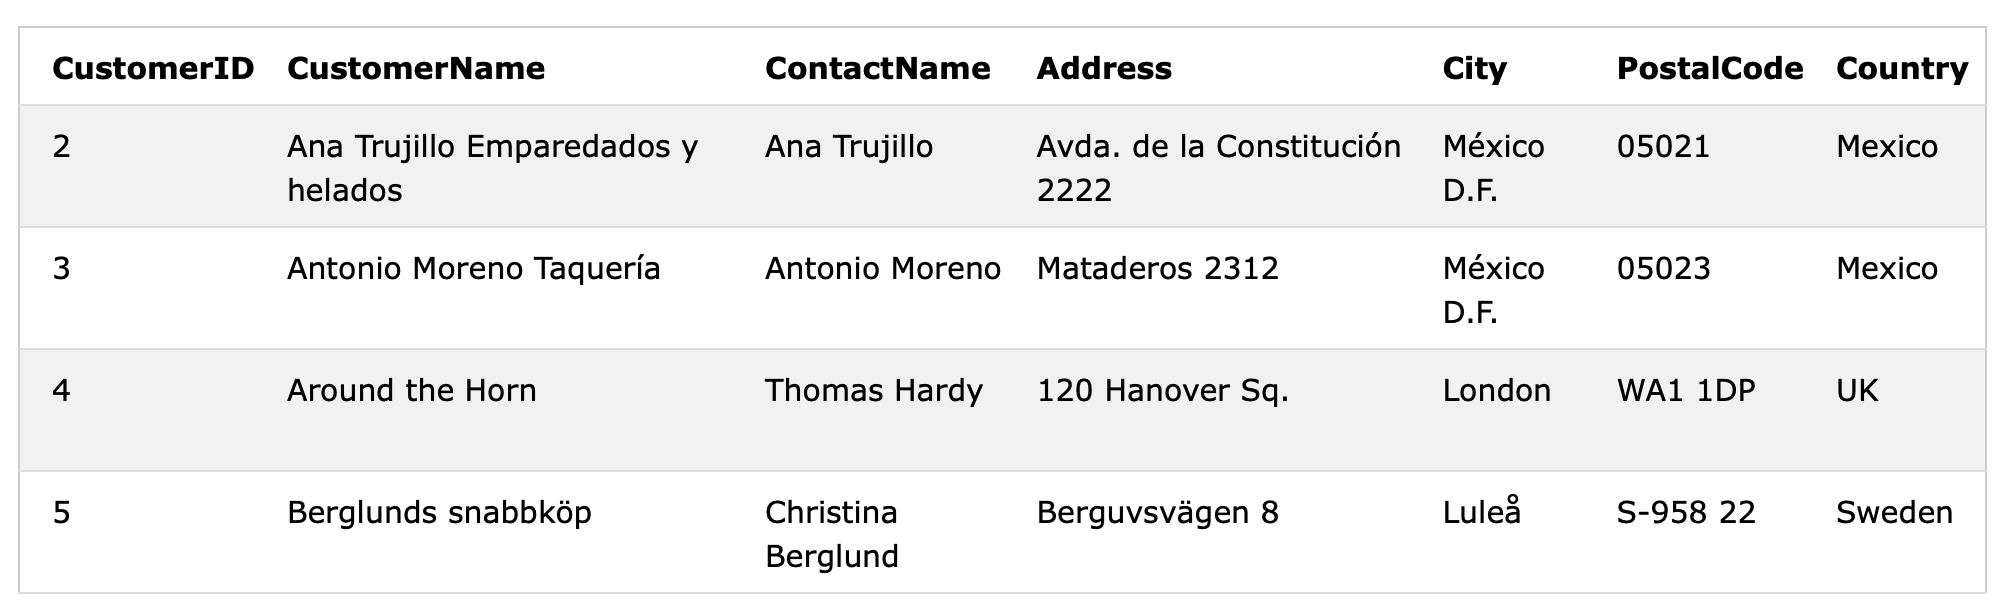 CustomerID CustomerName ContactName Address City PostalCode Country
2 Ana Trujillo Emparedados y Ana Trujillo Avda. de la Constitución México 05021 Mexico
helados 2222 D.F.
3 Antonio Moreno Taquería Antonio Moreno Mataderos 2312 México 05023 Mexico
D.F.
4 Around the Horn Thomas Hardy 120 Hanover Sq. London WA1 1DP UK
5 Berglunds snabbköp Christina Berguvsvägen 8 Luleå S-958 22 Sweden
Berglund